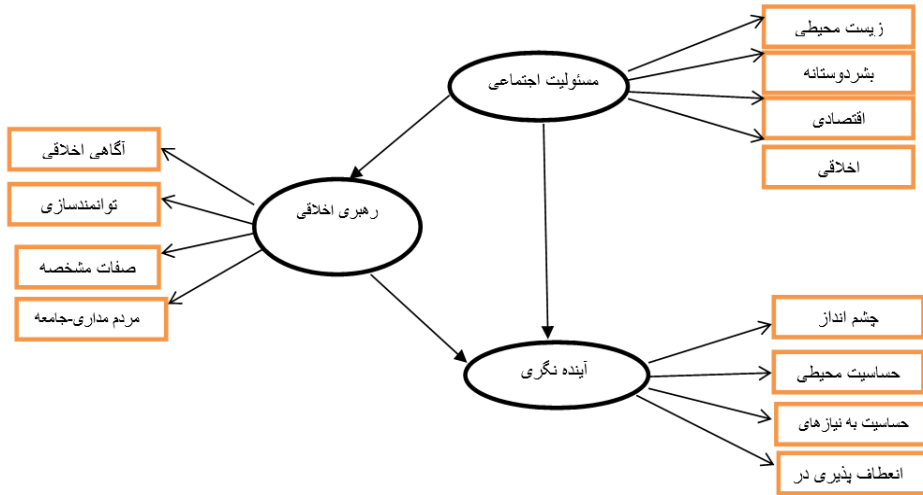 زیست محیطی
بشردوستانه
اقتصادی
اخلاقی
مسئولیت اجتماعی
آگاهی اخلاقی
توانمندسازی
صفات مشخصه
مردم مداری-جامعه
رهبری اخلاقی
آینده نگری
چشم انداز
حساسیت محیطی
حساسیت به نیازهای
انعطاف پذیری در